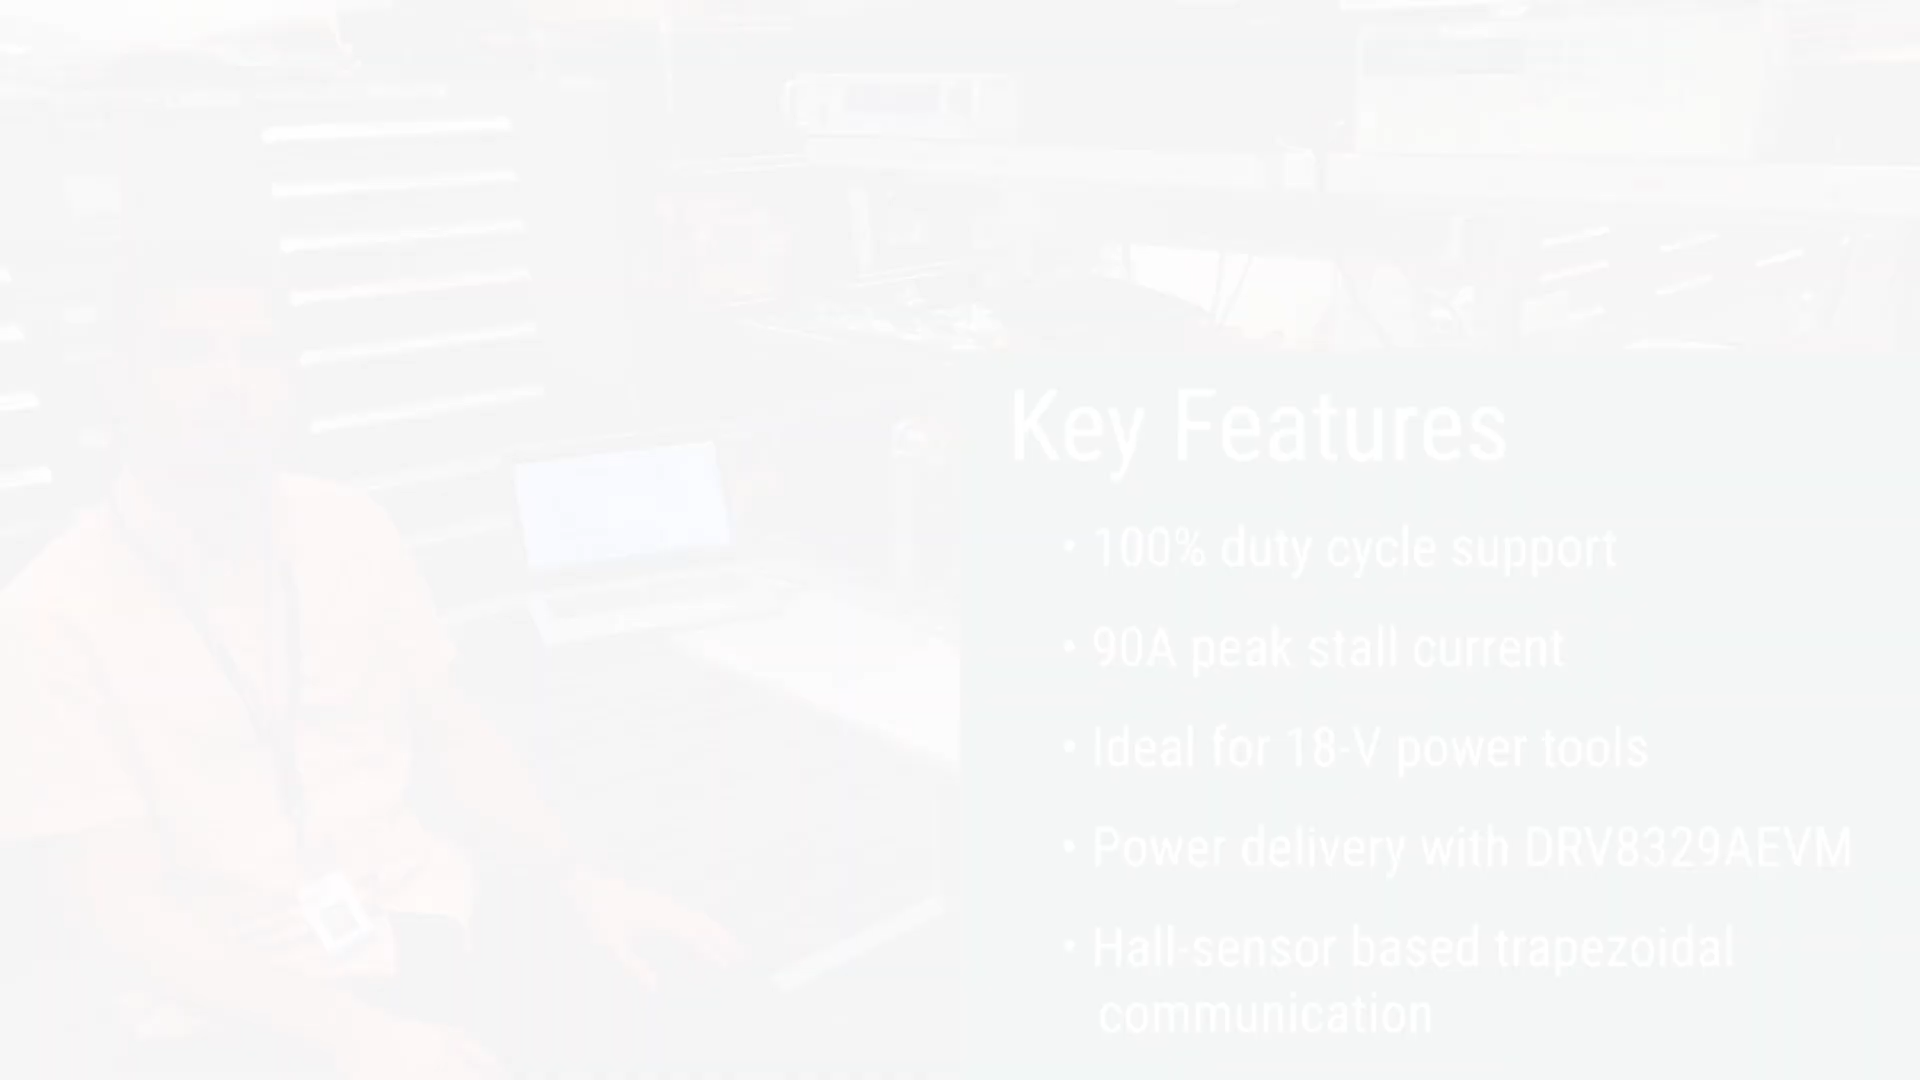 Key Features
• 100% duty cycle support
• 90A peak stall current
• Ideal for 18-V power tools
• Power delivery with DRV8329AEVM
• Hall-sensor based trapezoidal
communication